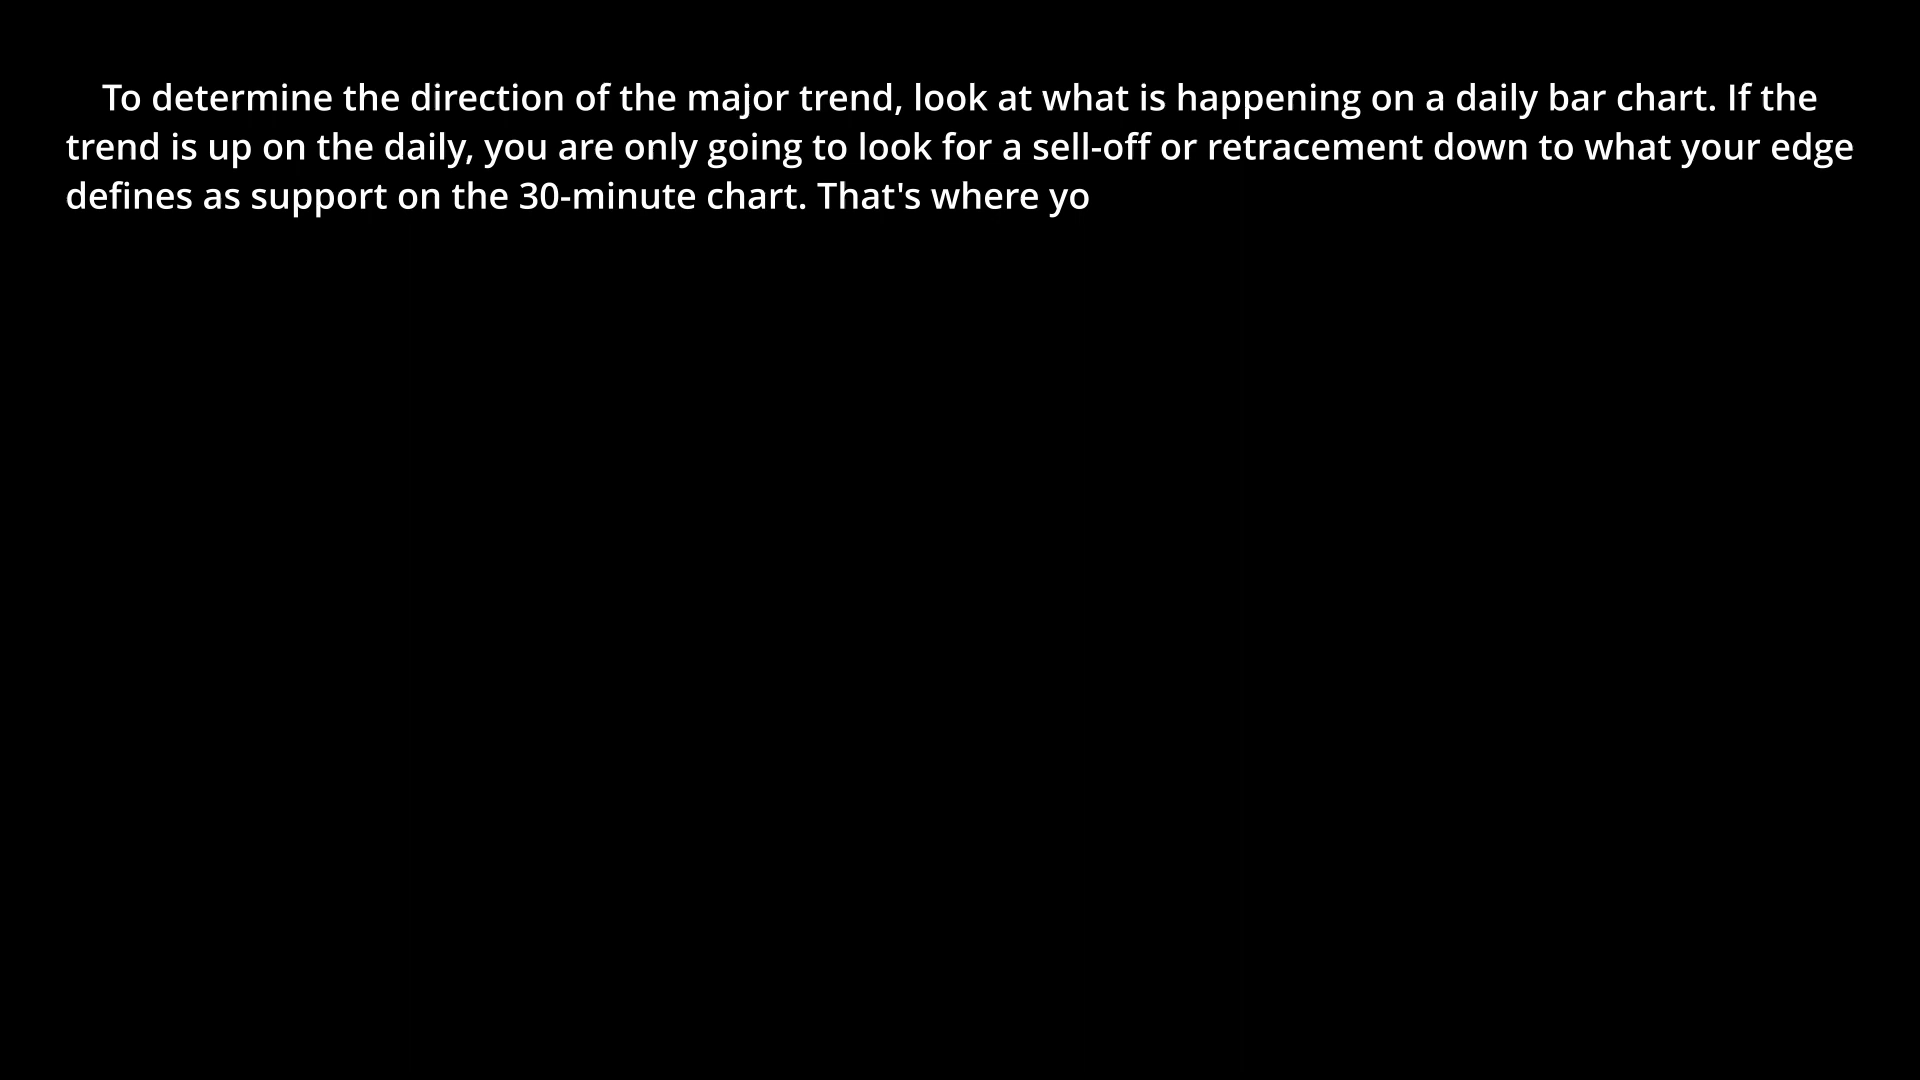 To determine the direction of the major trend, look at what is happening on a daily bar chart. If the
trend is up on the daily, you are only going to look for a sell-off or retracement down to what your edge
defines as support on the 30-minute chart. That's where yo